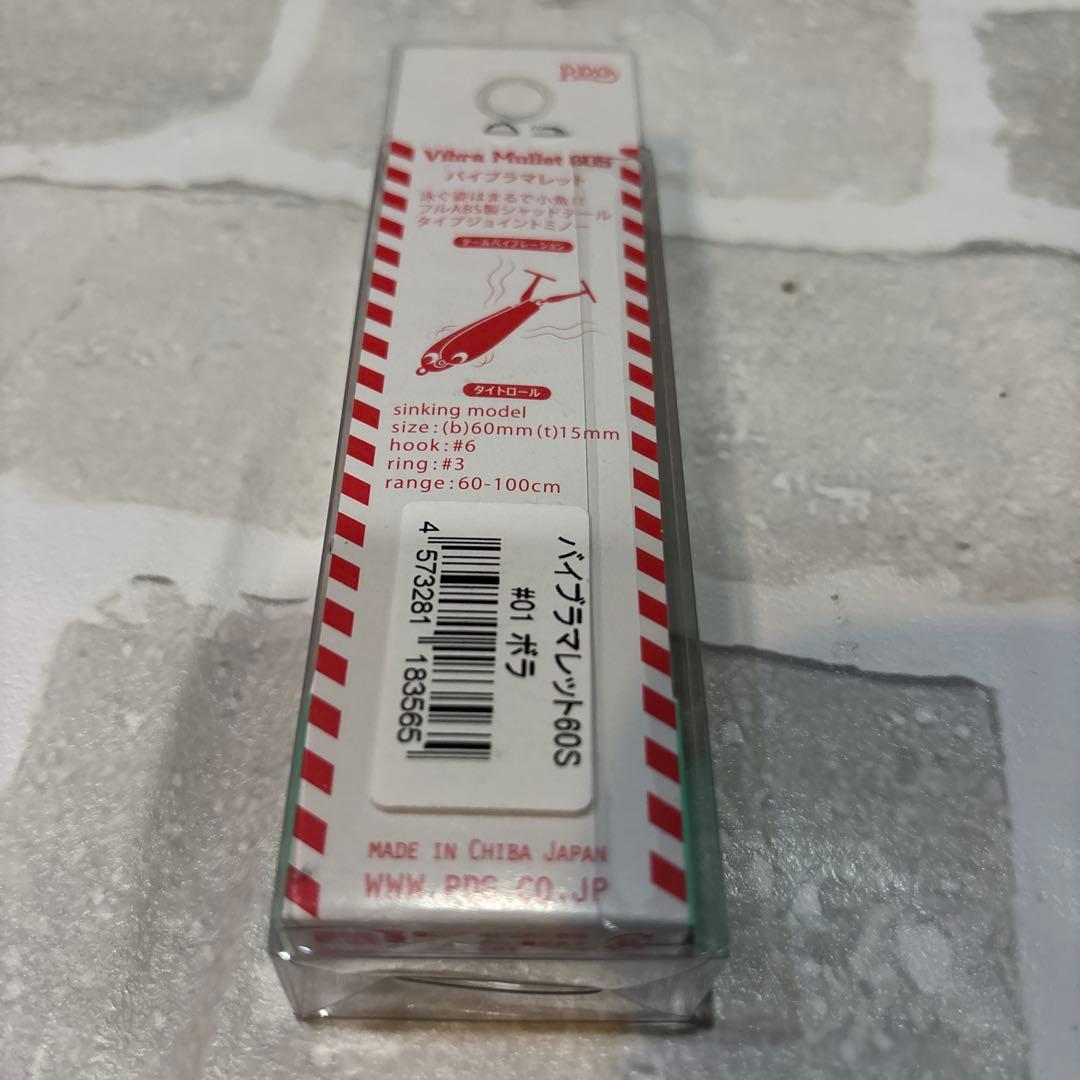 Vibra Mullet 60S
バイブラマレット
泳ぐ姿はまるで小魚!!
フルABS製シャッドテール
タイプジョイントミノー
テールバイブレーション
タイトロール
sinking model
size:(b)60mm(t)15mm
hook:#6
ring:#3
range:60-100cm
バイブラマレット60S
#01 ボラ
4 573281 183565
MADE IN CHIBA JAPAN
WWW.PDG.CO.JP